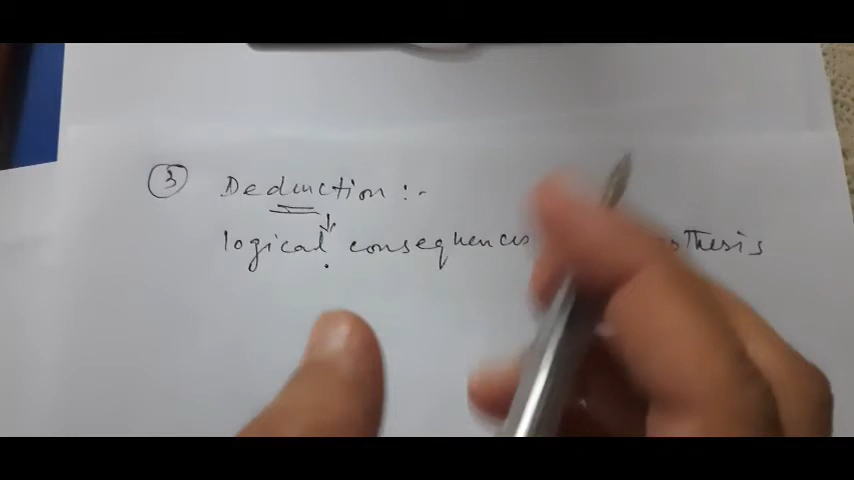 ③ Deduction :-
logical consequences